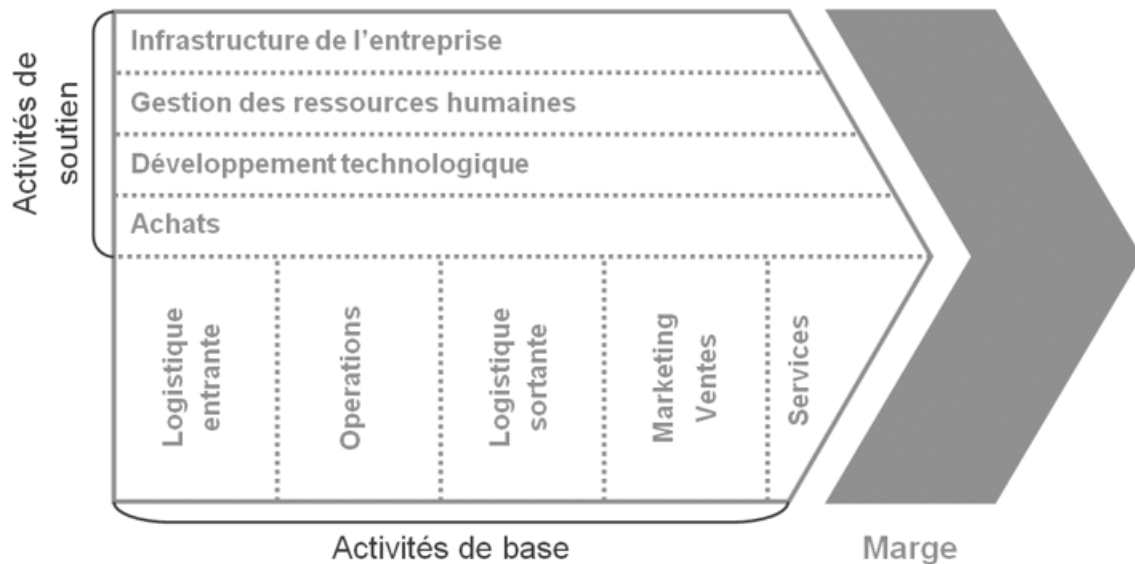 Activités de
soutien
Infrastructure de l'entreprise
Gestion des ressources humaines
Développement technologique
Achats
Logistique
entrante
Operations
Logistique
sortante
Marketing
Ventes
Services
Activités de base
Marge